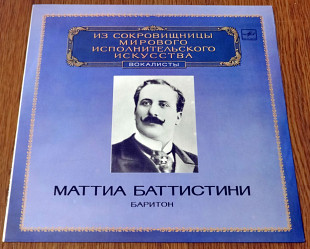 ИЗ СОКРОВИЩНИЦЫ
МИРОВОГО
ИСПОЛНИТЕЛЬСКОГО
ИСКУССТВА
ВОКАЛИСТЫ
МАТТИА БАТТИСТИНИ
БАРИТОН